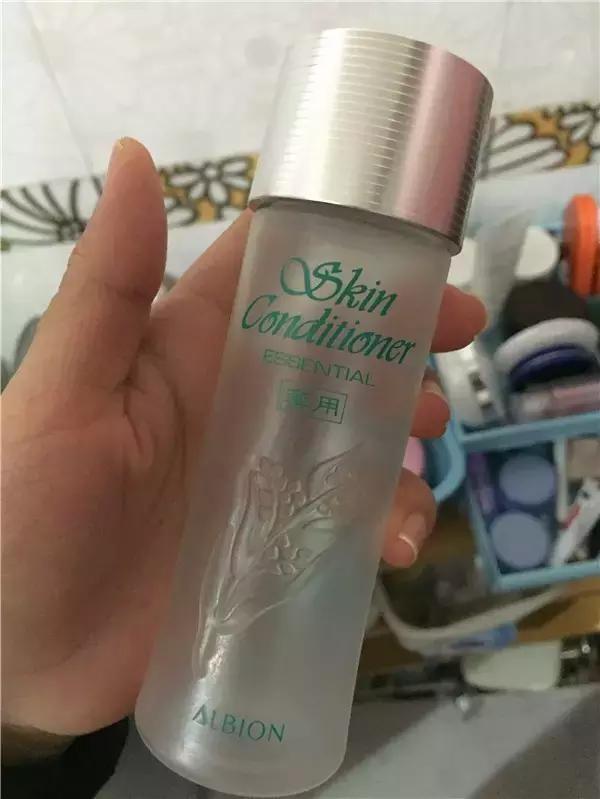 Skin
Conditioner
ESSENTIAL
薬用
ALBION